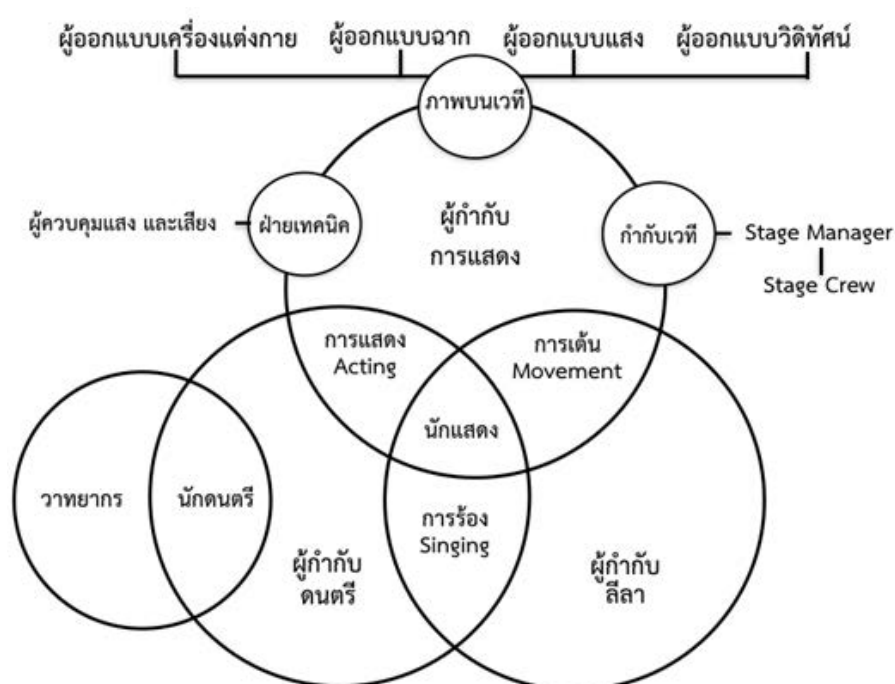 ผู้ออกแบบเครื่องแต่งกาย
ผู้ออกแบบฉาก
ผู้ออกแบบแสง
ผู้ออกแบบวิดิทัศน์
ภาพบนเวที
ผู้ควบคุมแสง และเสียง
ฝ่ายเทคนิค
ผู้กำกับ
การแสดง
กำกับเวที
Stage Manager
Stage Crew
การแสดง
Acting
การเต้น
Movement
นักแสดง
วาทยากร
นักดนตรี
การร้อง
Singing
ผู้กำกับ
ดนตรี
ผู้กำกับ
ลีลา